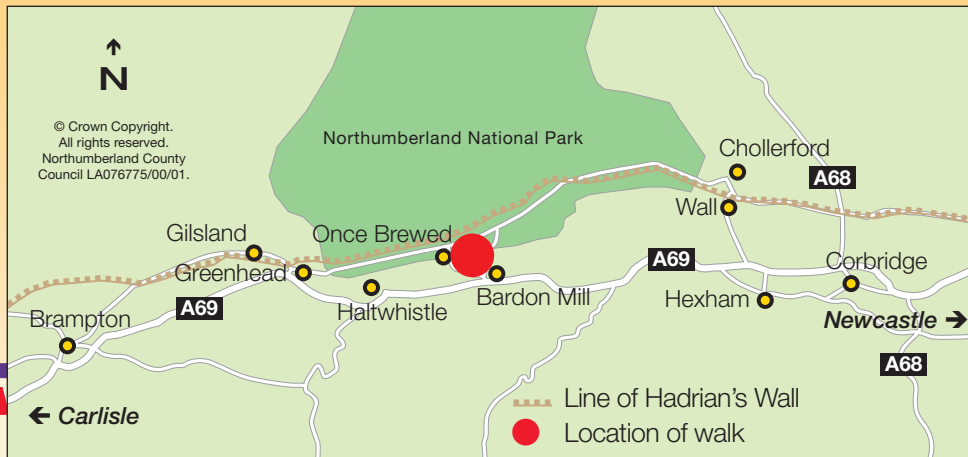 N
© Crown Copyright.
All rights reserved.
Northumberland County
Council LA076775/00/01.
Northumberland National Park
Chollerford
A68
Wall
Gilsland
Once Brewed
Greenhead
A69
Corbridge
Bardon Mill
Haltwhistle
A69
Hexham
Brampton
Newcastle →
A68
← Carlisle
Line of Hadrian's Wall
Location of walk